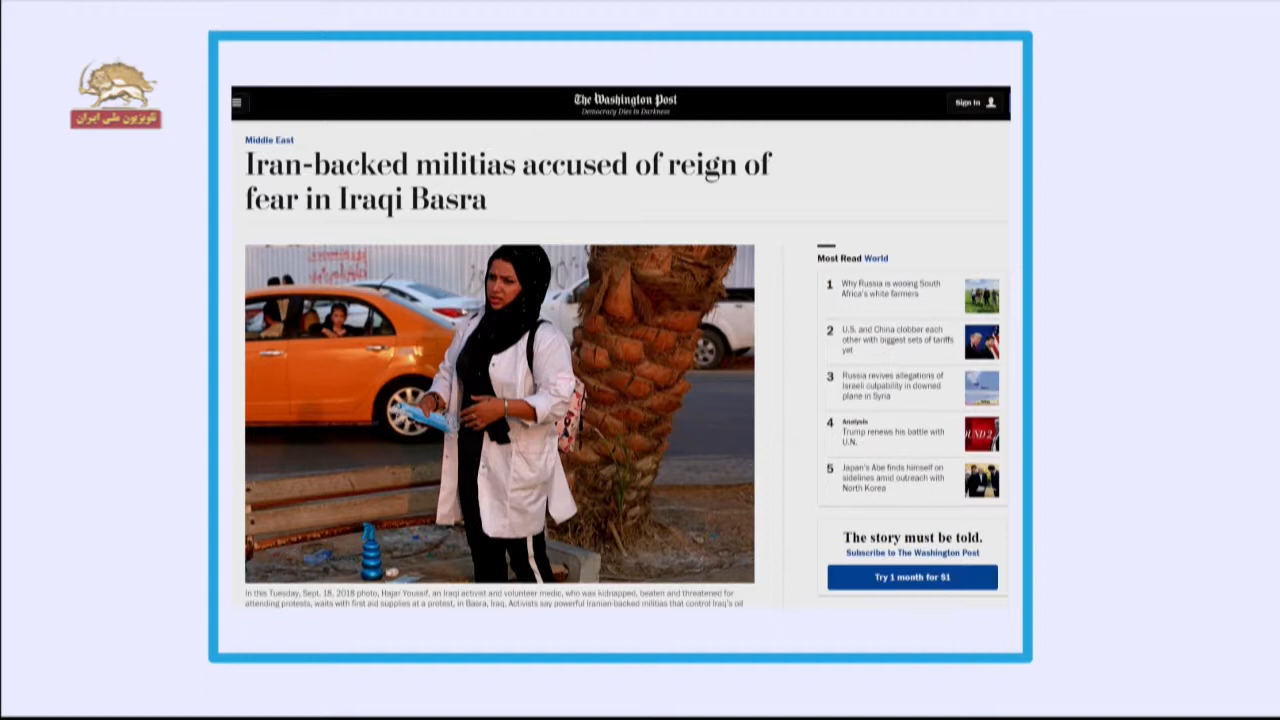 تلویزیون ملی ایران
The Washington Post
Democracy Dies in Darkness
Sign in
Middle East
Iran-backed militias accused of reign of
fear in Iraqi Basra
In this Tuesday, Sept. 18, 2018 photo, Hajar Youssif, an Iraqi activist and volunteer medic, who was kidnapped, beaten and threatened for
attending protests, waits with first aid supplies at a protest, in Basra, Iraq. Activists say powerful Iranian-backed militias that control Iraq's oil
Most Read World
1 Why Russia is wooing South
Africa's white farmers
2 U.S. and China clobber each
other with biggest sets of tariffs
yet
3 Russia revives allegations of
Israeli culpability in downed
plane in Syria
4 Analysis
Trump renews his battle with
U.N.
UND 2
5 Japan's Abe finds himself on
sidelines amid outreach with
North Korea
The story must be told.
Subscribe to The Washington Post
Try 1 month for $1